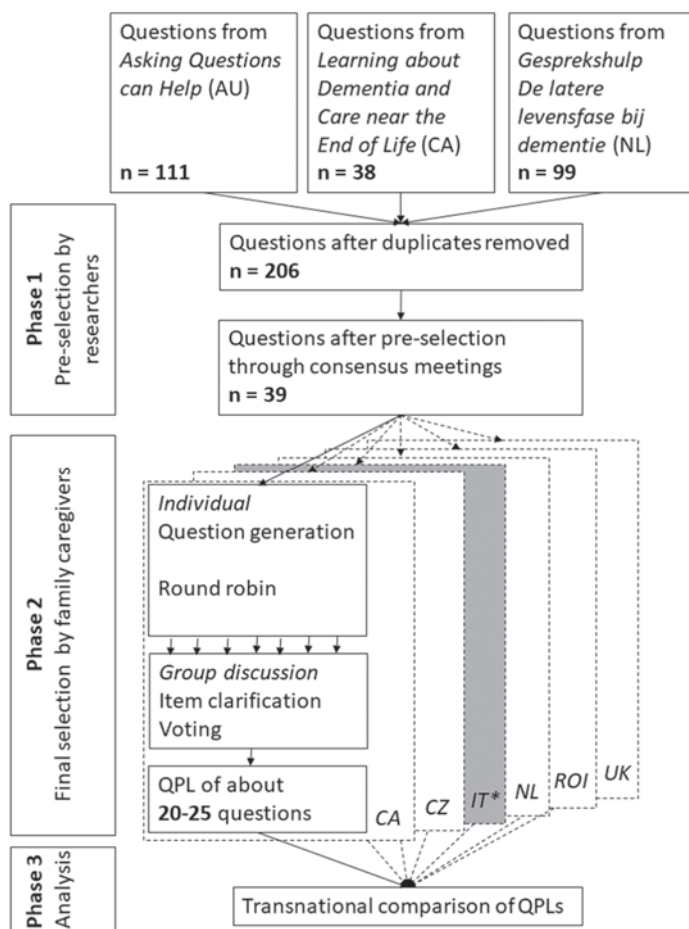 Questions from
Asking Questions
can Help (AU)
n = 111
Questions from
Learning about
Dementia and
Care near the
End of Life (CA)
n = 38
Questions from
Gesprekshulp
De latere
levensfase bij
dementie (NL)
n = 99
Phase 1
Pre-selection by
researchers
Questions after duplicates removed
n = 206
Questions after pre-selection
through consensus meetings
n = 39
Phase 2
Final selection by family caregivers
Individual
Question generation
Round robin
Group discussion
Item clarification
Voting
QPL of about
20-25 questions
CA
CZ
IT*
NL
ROI
UK
Phase 3
Analysis
Transnational comparison of QPLs